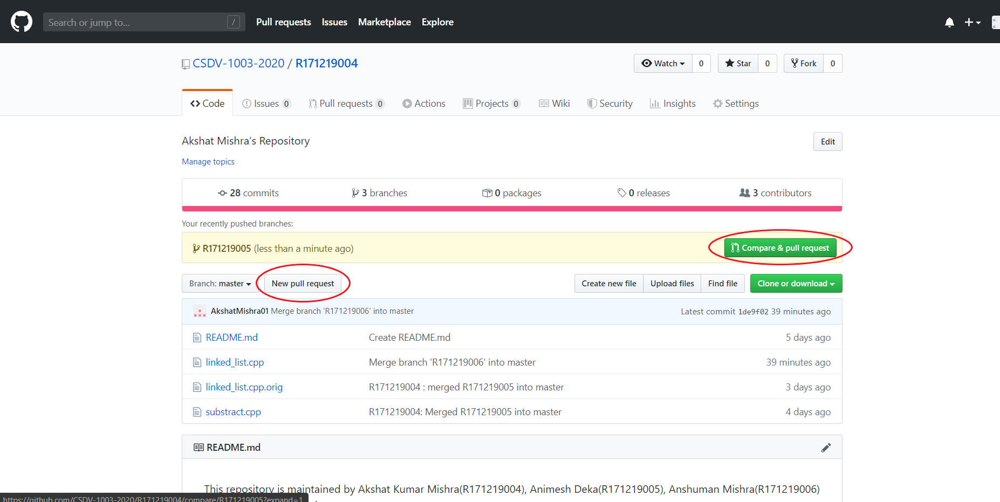 Search or jump to... / Pull requests Issues Marketplace Explore
CSDV-1003-2020 / R171219004 Watch 0 Star 0 Fork 0
Code Issues 0 Pull requests 0 Actions Projects 0 Wiki Security Insights Settings
Akshat Mishra's Repository Edit
Manage topics
28 commits 3 branches 0 packages 0 releases 3 contributors
Your recently pushed branches:
R171219005 (less than a minute ago) Compare & pull request
Branch: master New pull request Create new file Upload files Find file Clone or download
AkshatMishra01 Merge branch 'R171219006' into master Latest commit 1de9f02 39 minutes ago
README.md Create README.md 5 days ago
linked_list.cpp Merge branch 'R171219006' into master 39 minutes ago
linked_list.cpp.orig R171219004 : merged R171219005 into master 3 days ago
substract.cpp R171219004: Merged R171219005 into master 4 days ago
README.md
This repository is maintained by Akshat Kumar Mishra(R171219004), Animesh Deka(R171219005), Anshuman Mishra(R171219006)
https://github.com/CSDV-1003-2020/R171219004/compare/R171219005?expand=1